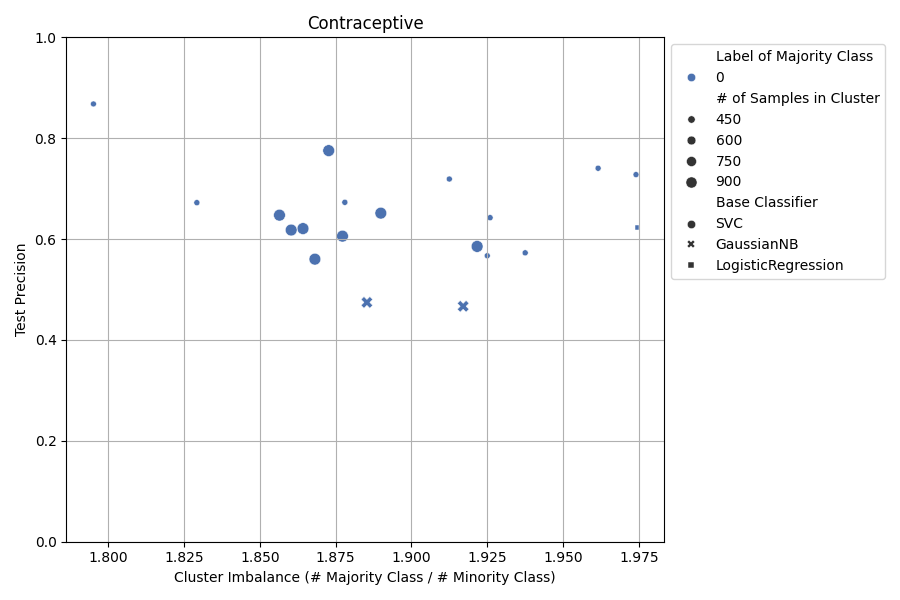 Contraceptive
Test Precision
1.0
0.8
0.6
0.4
0.2
0.0
1.800 1.825 1.850 1.875 1.900 1.925 1.950 1.975
Cluster Imbalance (# Majority Class / # Minority Class)
Label of Majority Class
0
# of Samples in Cluster
450
600
750
900
Base Classifier
SVC
GaussianNB
LogisticRegression